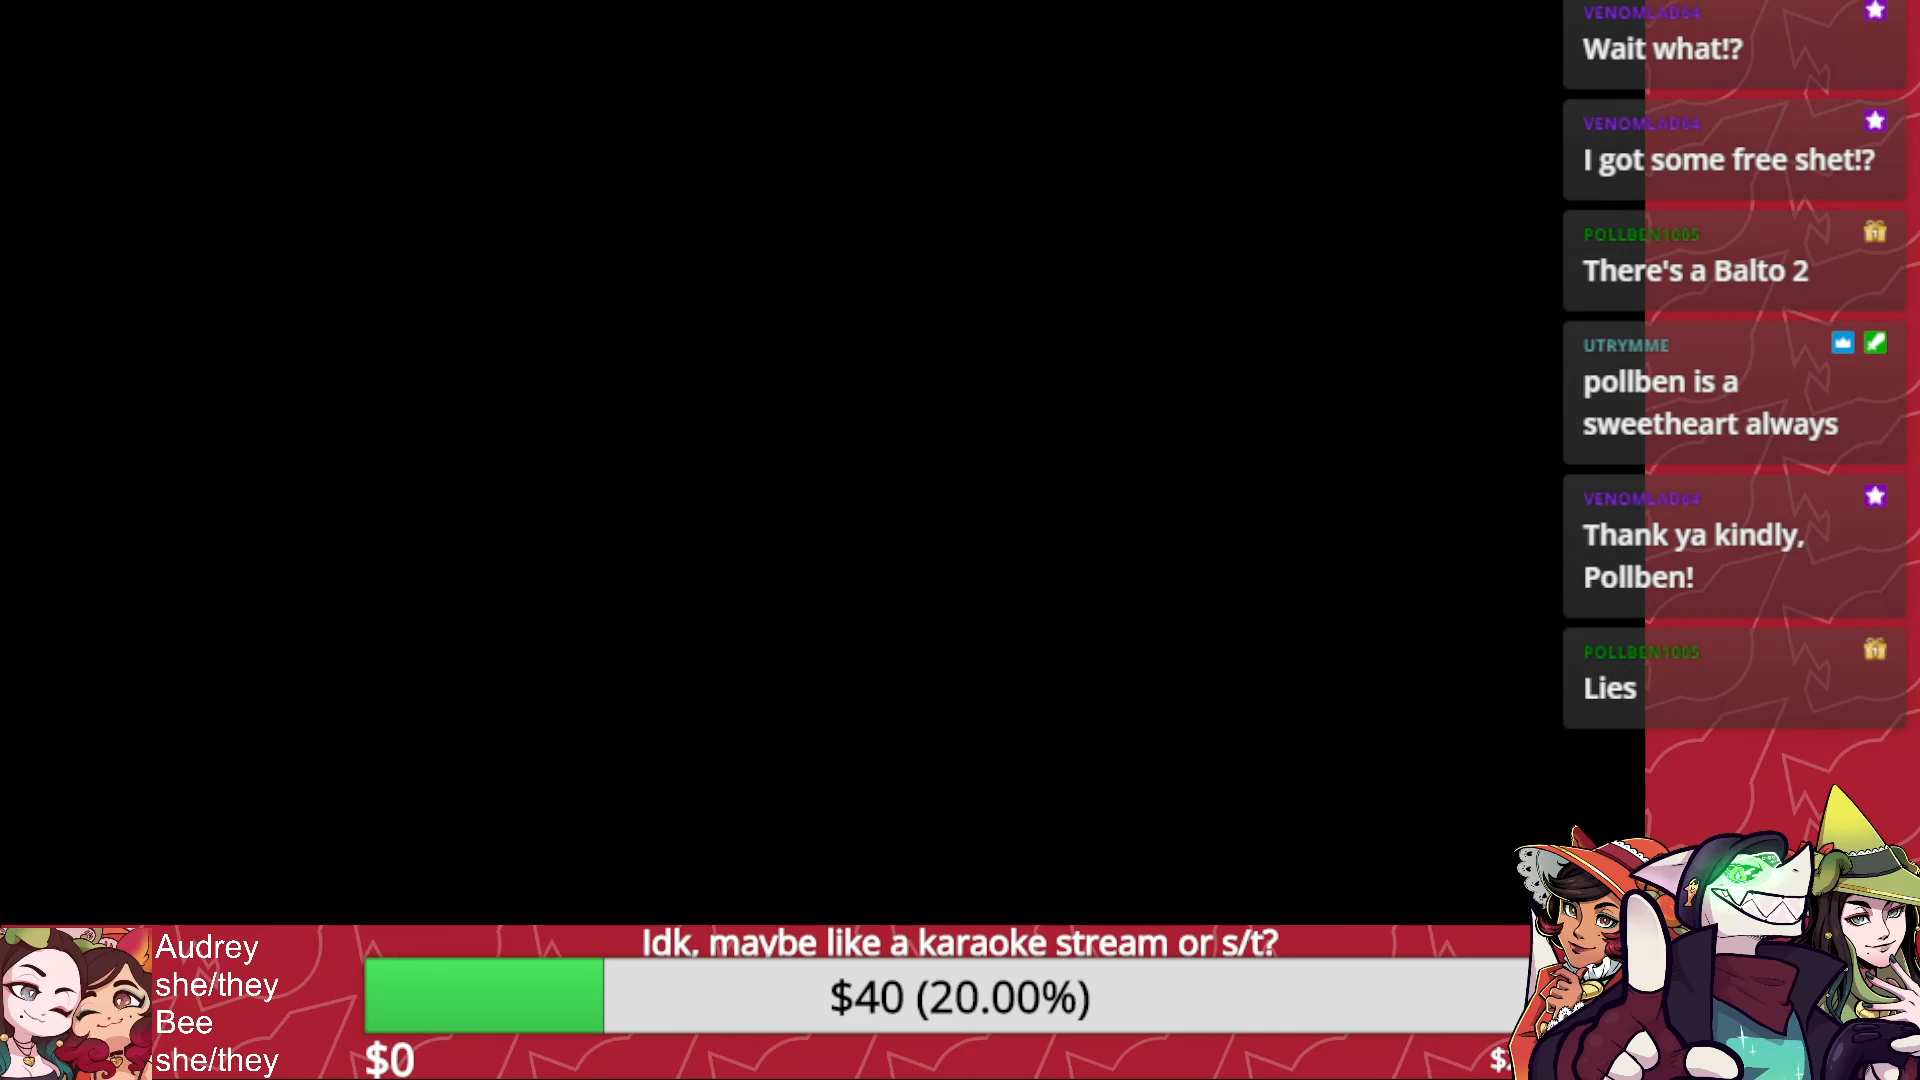 VENOMLAD64
Wait what!?
VENOMLAD64
I got some free shet!?
POLLBEN1005
There's a Balto 2
UTRYMME
pollben is a
sweetheart always
VENOMLAD64
Thank ya kindly,
Pollben!
POLLBEN1005
Lies
Audrey
she/they
Bee
she/they
Idk, maybe like a karaoke stream or s/t?
$40 (20.00%)
$0